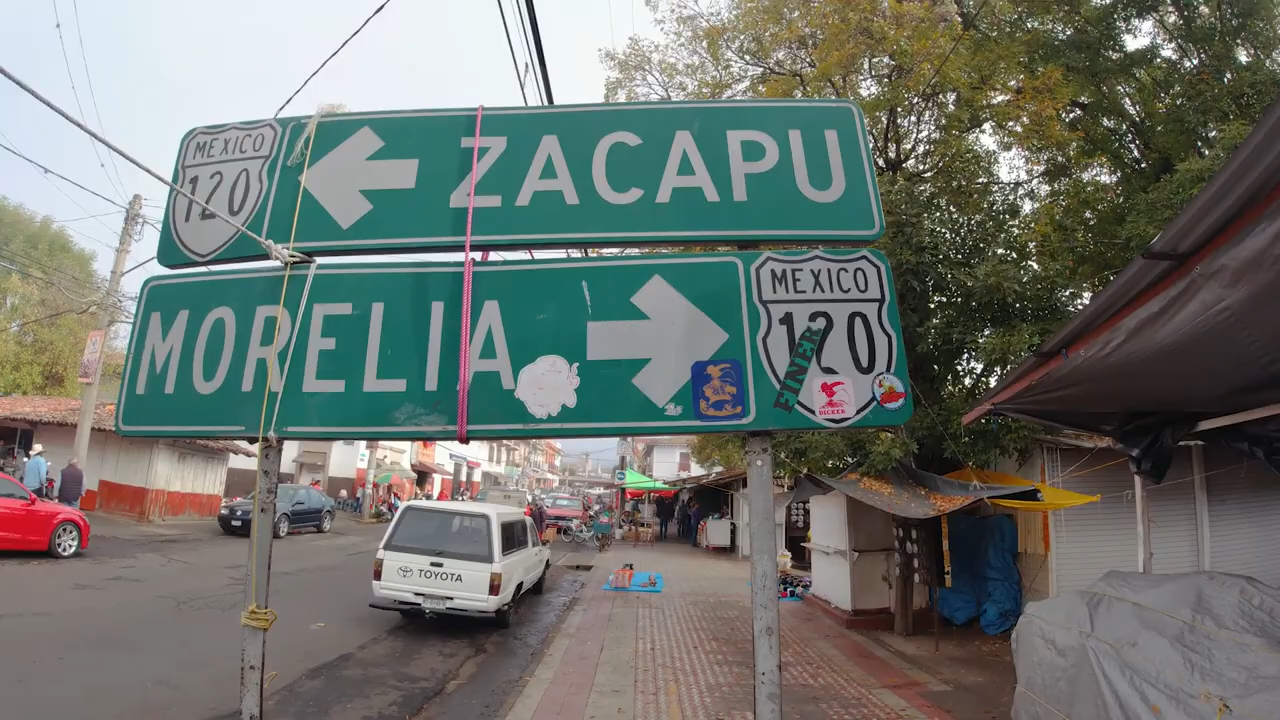 MEXICO
120
ZACAPU
MORELIA
MEXICO
120
FINER
BICKER
TOYOTA